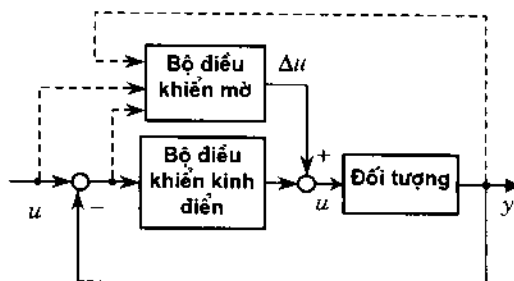 Bộ điều
khiển mờ
Δu
Bộ điều
khiển kinh
điển
+
Đối tượng
u
−
u
y